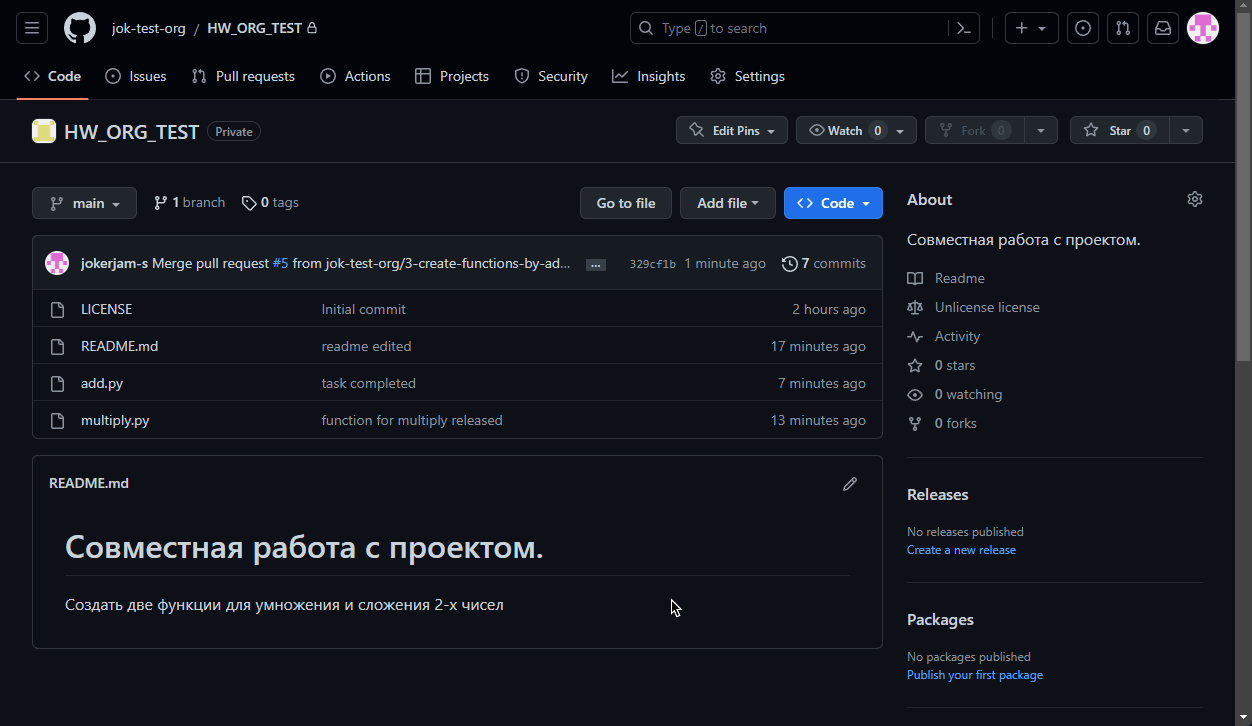 jok-test-org / HW_ORG_TEST
Type / to search
Code Issues Pull requests Actions Projects Security Insights Settings
HW_ORG_TEST Private
Edit Pins Watch 0 Fork 0 Star 0
main 1 branch 0 tags Go to file Add file Code
jokerjam-s Merge pull request #5 from jok-test-org/3-create-functions-by-ad... ... 329cf1b 1 minute ago 7 commits
LICENSE Initial commit 2 hours ago
README.md readme edited 17 minutes ago
add.py task completed 7 minutes ago
multiply.py function for multiply released 13 minutes ago
README.md
Совместная работа с проектом.
Создать две функции для умножения и сложения 2-х чисел
About
Совместная работа с проектом.
Readme
Unlicense license
Activity
0 stars
0 watching
0 forks
Releases
No releases published
Create a new release
Packages
No packages published
Publish your first package